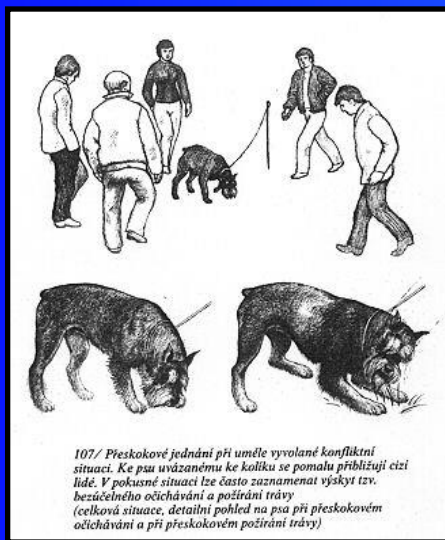 107/ Přeskokové jednání při uměle vyvolané konfliktní
situaci. Ke psu uvázanému ke kolíku se pomalu přibližují cizí
lidé. V pokusné situaci lze často zaznamenat výskyt tzv.
bezúčelného očichávání a požírání trávy
(celková situace, detailní pohled na psa při přeskokovém
očichávání a při přeskokovém požírání trávy)